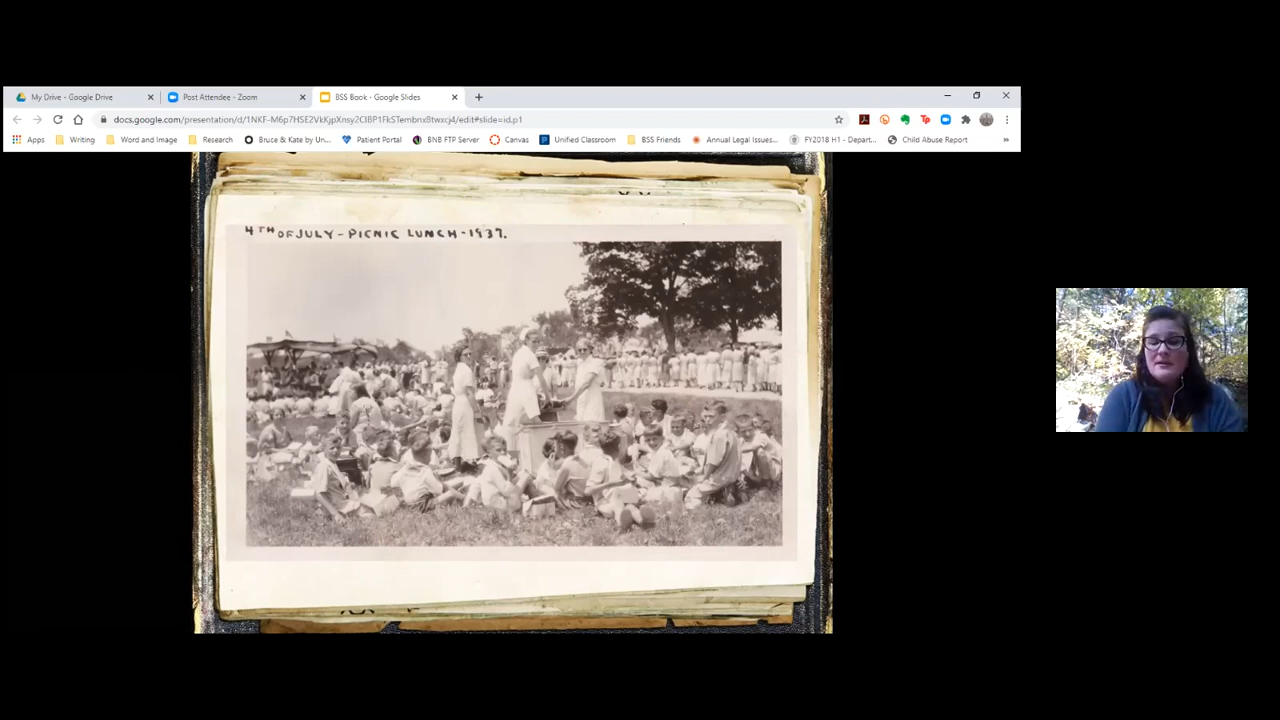 My Drive - Google Drive
Post Attendee - Zoom
BSS Book - Google Slides
docs.google.com/presentation/d/1NKF-M6p7HSE2VkKjpXnsy2CIBP1FkSTembnx8twxcj4/edit#slide=id.p1
Apps Writing Word and Image Research Bruce & Kate by Un... Patient Portal BNB FTP Server Canvas Unified Classroom BSS Friends Annual Legal Issues... FY2018 H1 - Depart... Child Abuse Report »
4TH OF JULY - PICNIC LUNCH - 1937.